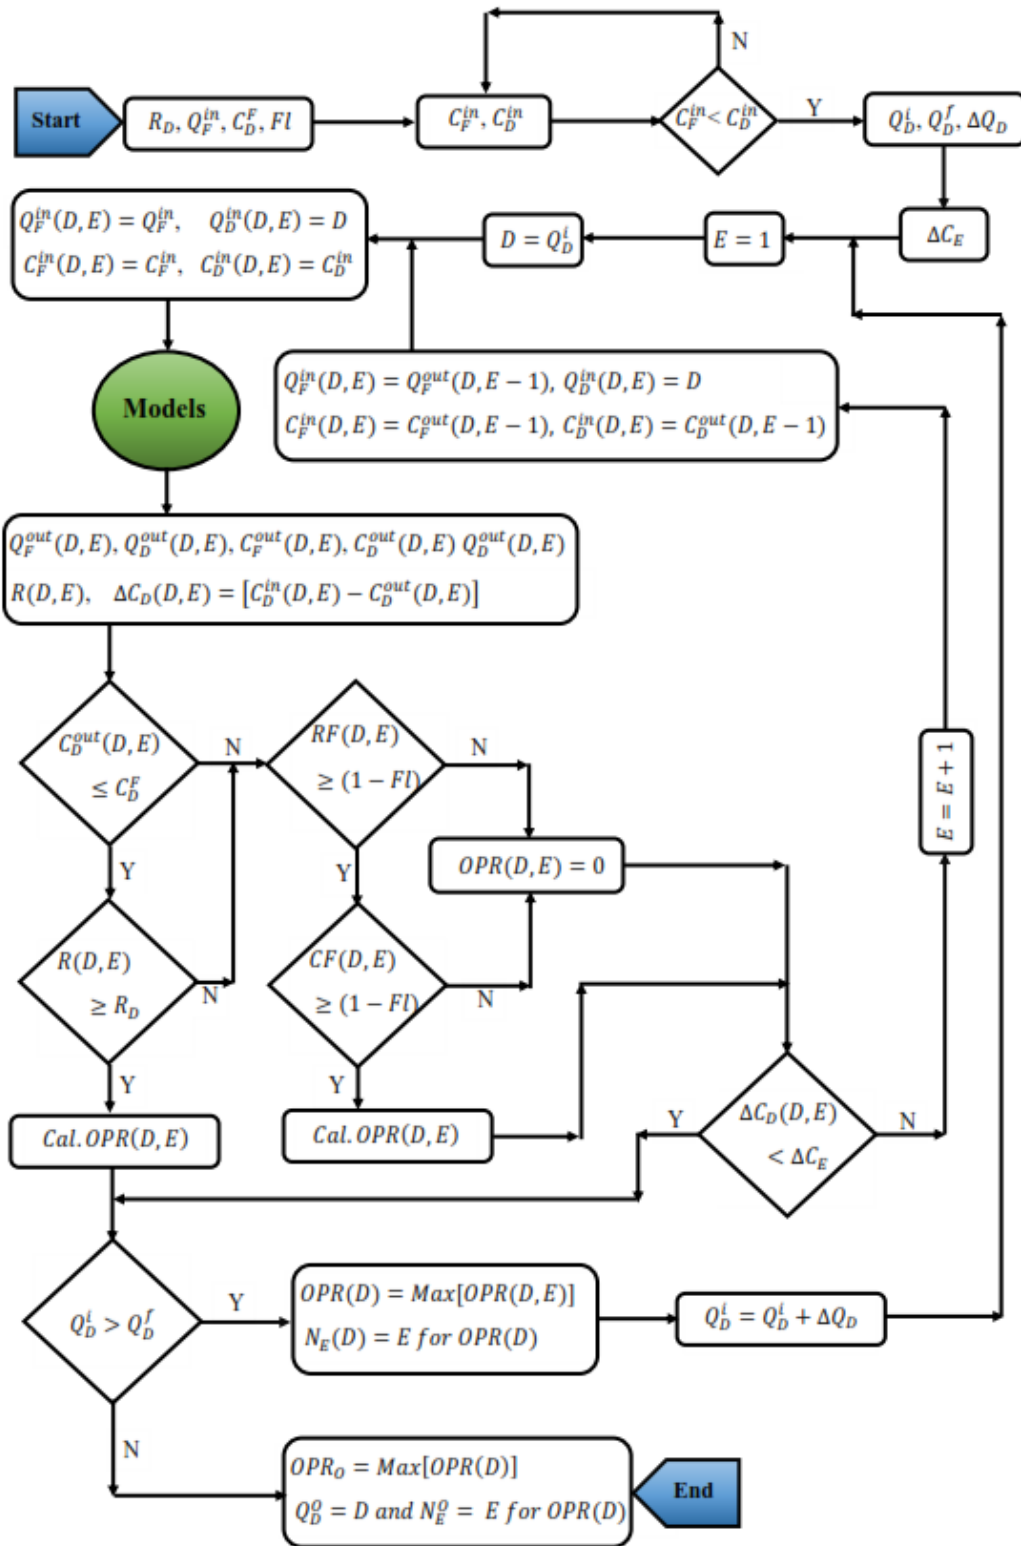 N
Start
R_D, Q_F^{in}, C_D^F, Fl
C_F^{in}, C_D^{in}
C_F^{in} < C_D^{in}
Y
Q_D^i, Q_D^f, ΔQ_D
Q_F^{in}(D, E) = Q_F^{in}, Q_D^{in}(D, E) = D
C_F^{in}(D, E) = C_F^{in}, C_D^{in}(D, E) = C_D^{in}
D = Q_D^i
E = 1
ΔC_E
Models
Q_F^{in}(D, E) = Q_F^{out}(D, E − 1), Q_D^{in}(D, E) = D
C_F^{in}(D, E) = C_F^{out}(D, E − 1), C_D^{in}(D, E) = C_D^{out}(D, E − 1)
Q_F^{out}(D, E), Q_D^{out}(D, E), C_F^{out}(D, E), C_D^{out}(D, E) Q_D^{out}(D, E)
R(D, E), ΔC_D(D, E) = [C_D^{in}(D, E) − C_D^{out}(D, E)]
C_D^{out}(D, E)
≤ C_D^F
N
RF(D, E)
≥ (1 − Fl)
N
E = E + 1
Y
Y
OPR(D, E) = 0
R(D, E)
≥ R_D
N
CF(D, E)
≥ (1 − Fl)
N
Y
Y
Cal. OPR(D, E)
Cal. OPR(D, E)
Y
ΔC_D(D, E)
< ΔC_E
N
Q_D^i > Q_D^f
Y
OPR(D) = Max[OPR(D, E)]
N_E(D) = E for OPR(D)
Q_D^i = Q_D^i + ΔQ_D
N
OPR_O = Max[OPR(D)]
Q_D^O = D and N_E^O = E for OPR(D)
End